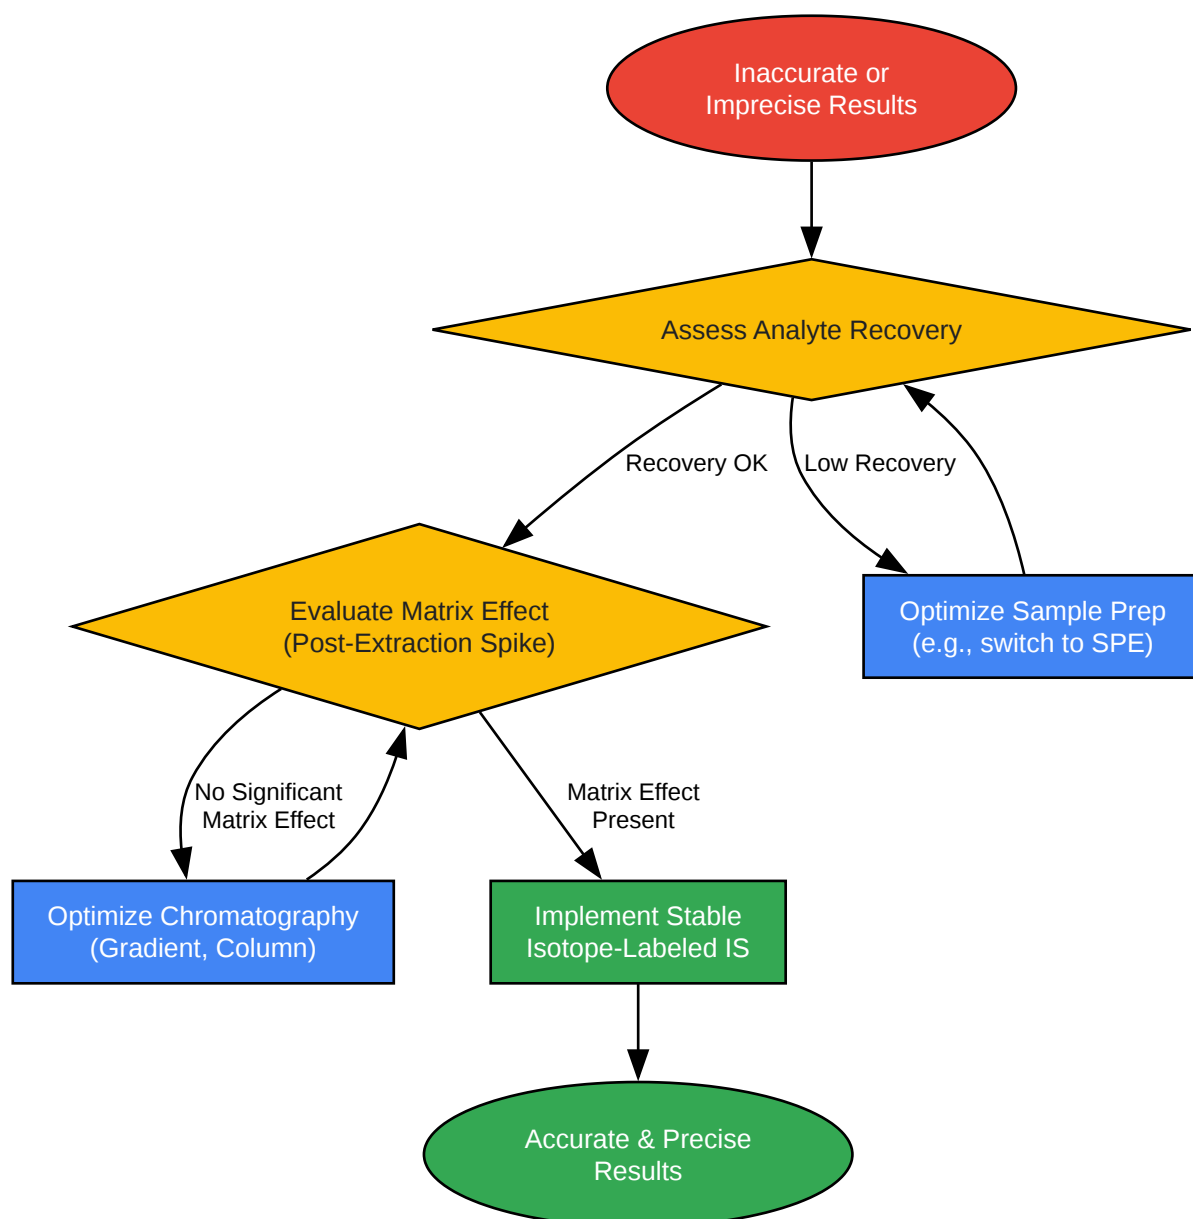 Inaccurate or
Imprecise Results
Assess Analyte Recovery
Recovery OK
Low Recovery
Evaluate Matrix Effect
(Post-Extraction Spike)
Optimize Sample Prep
(e.g., switch to SPE)
No Significant
Matrix Effect
Matrix Effect
Present
Optimize Chromatography
(Gradient, Column)
Implement Stable
Isotope-Labeled IS
Accurate & Precise
Results